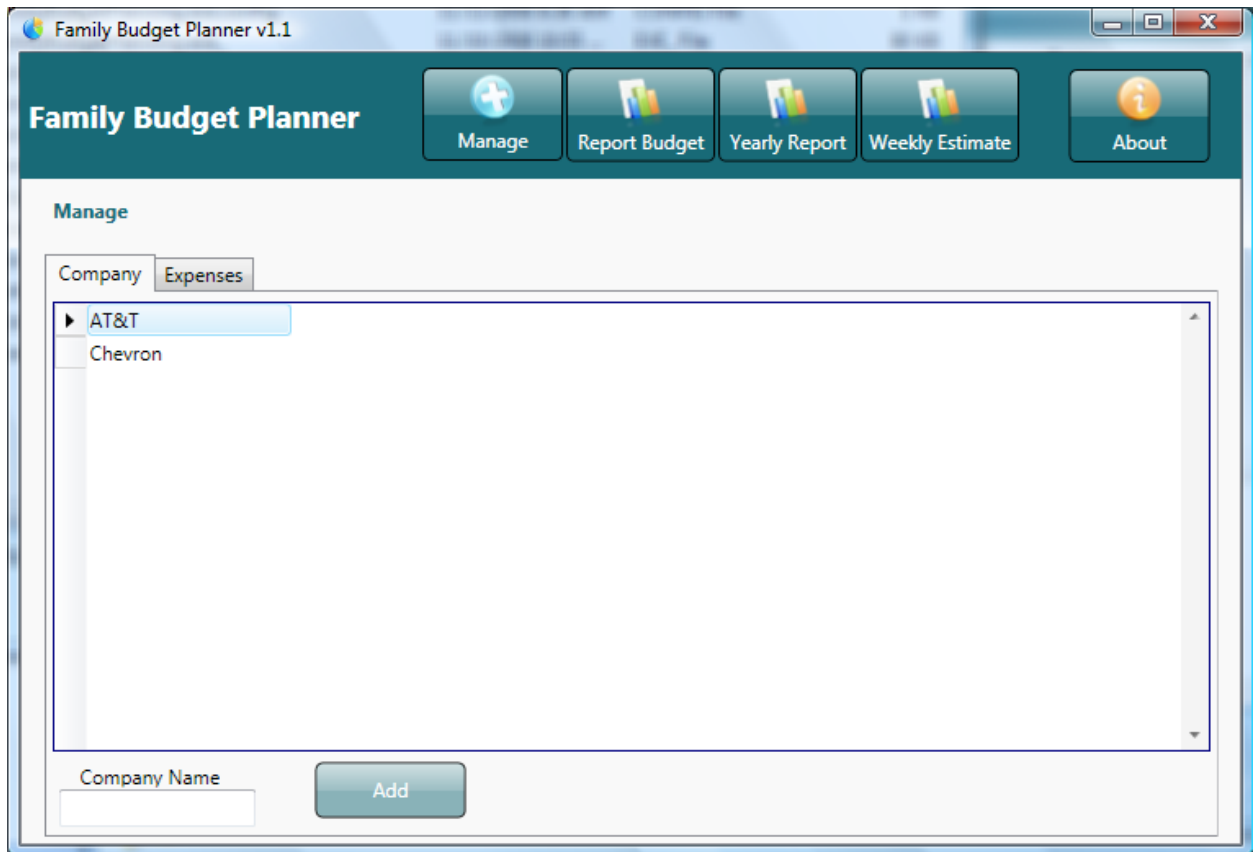 Family Budget Planner v1.1
Family Budget Planner
Manage
Report Budget
Yearly Report
Weekly Estimate
About
Manage
Company
Expenses
AT&T
Chevron
Company Name
Add